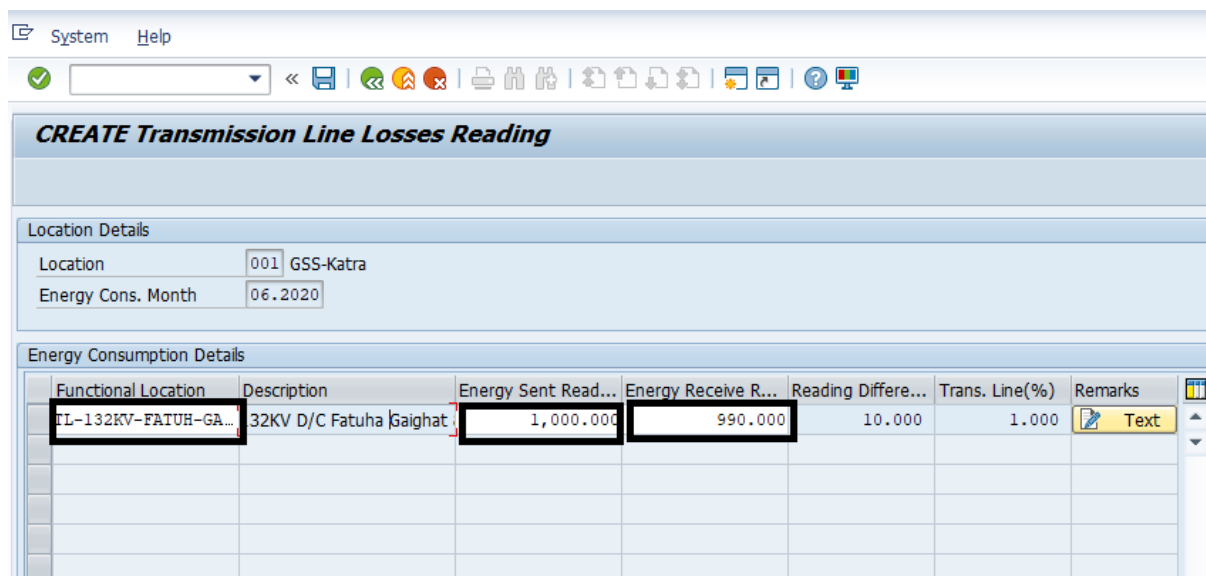 System Help
CREATE Transmission Line Losses Reading
Location Details
Location 001 GSS-Katra
Energy Cons. Month 06.2020
Energy Consumption Details
Functional Location Description Energy Sent Read... Energy Receive R... Reading Differe... Trans. Line(%) Remarks
TL-132KV-FATUH-GA... 32KV D/C Fatuha Gaighat 1,000.000 990.000 10.000 1.000 Text